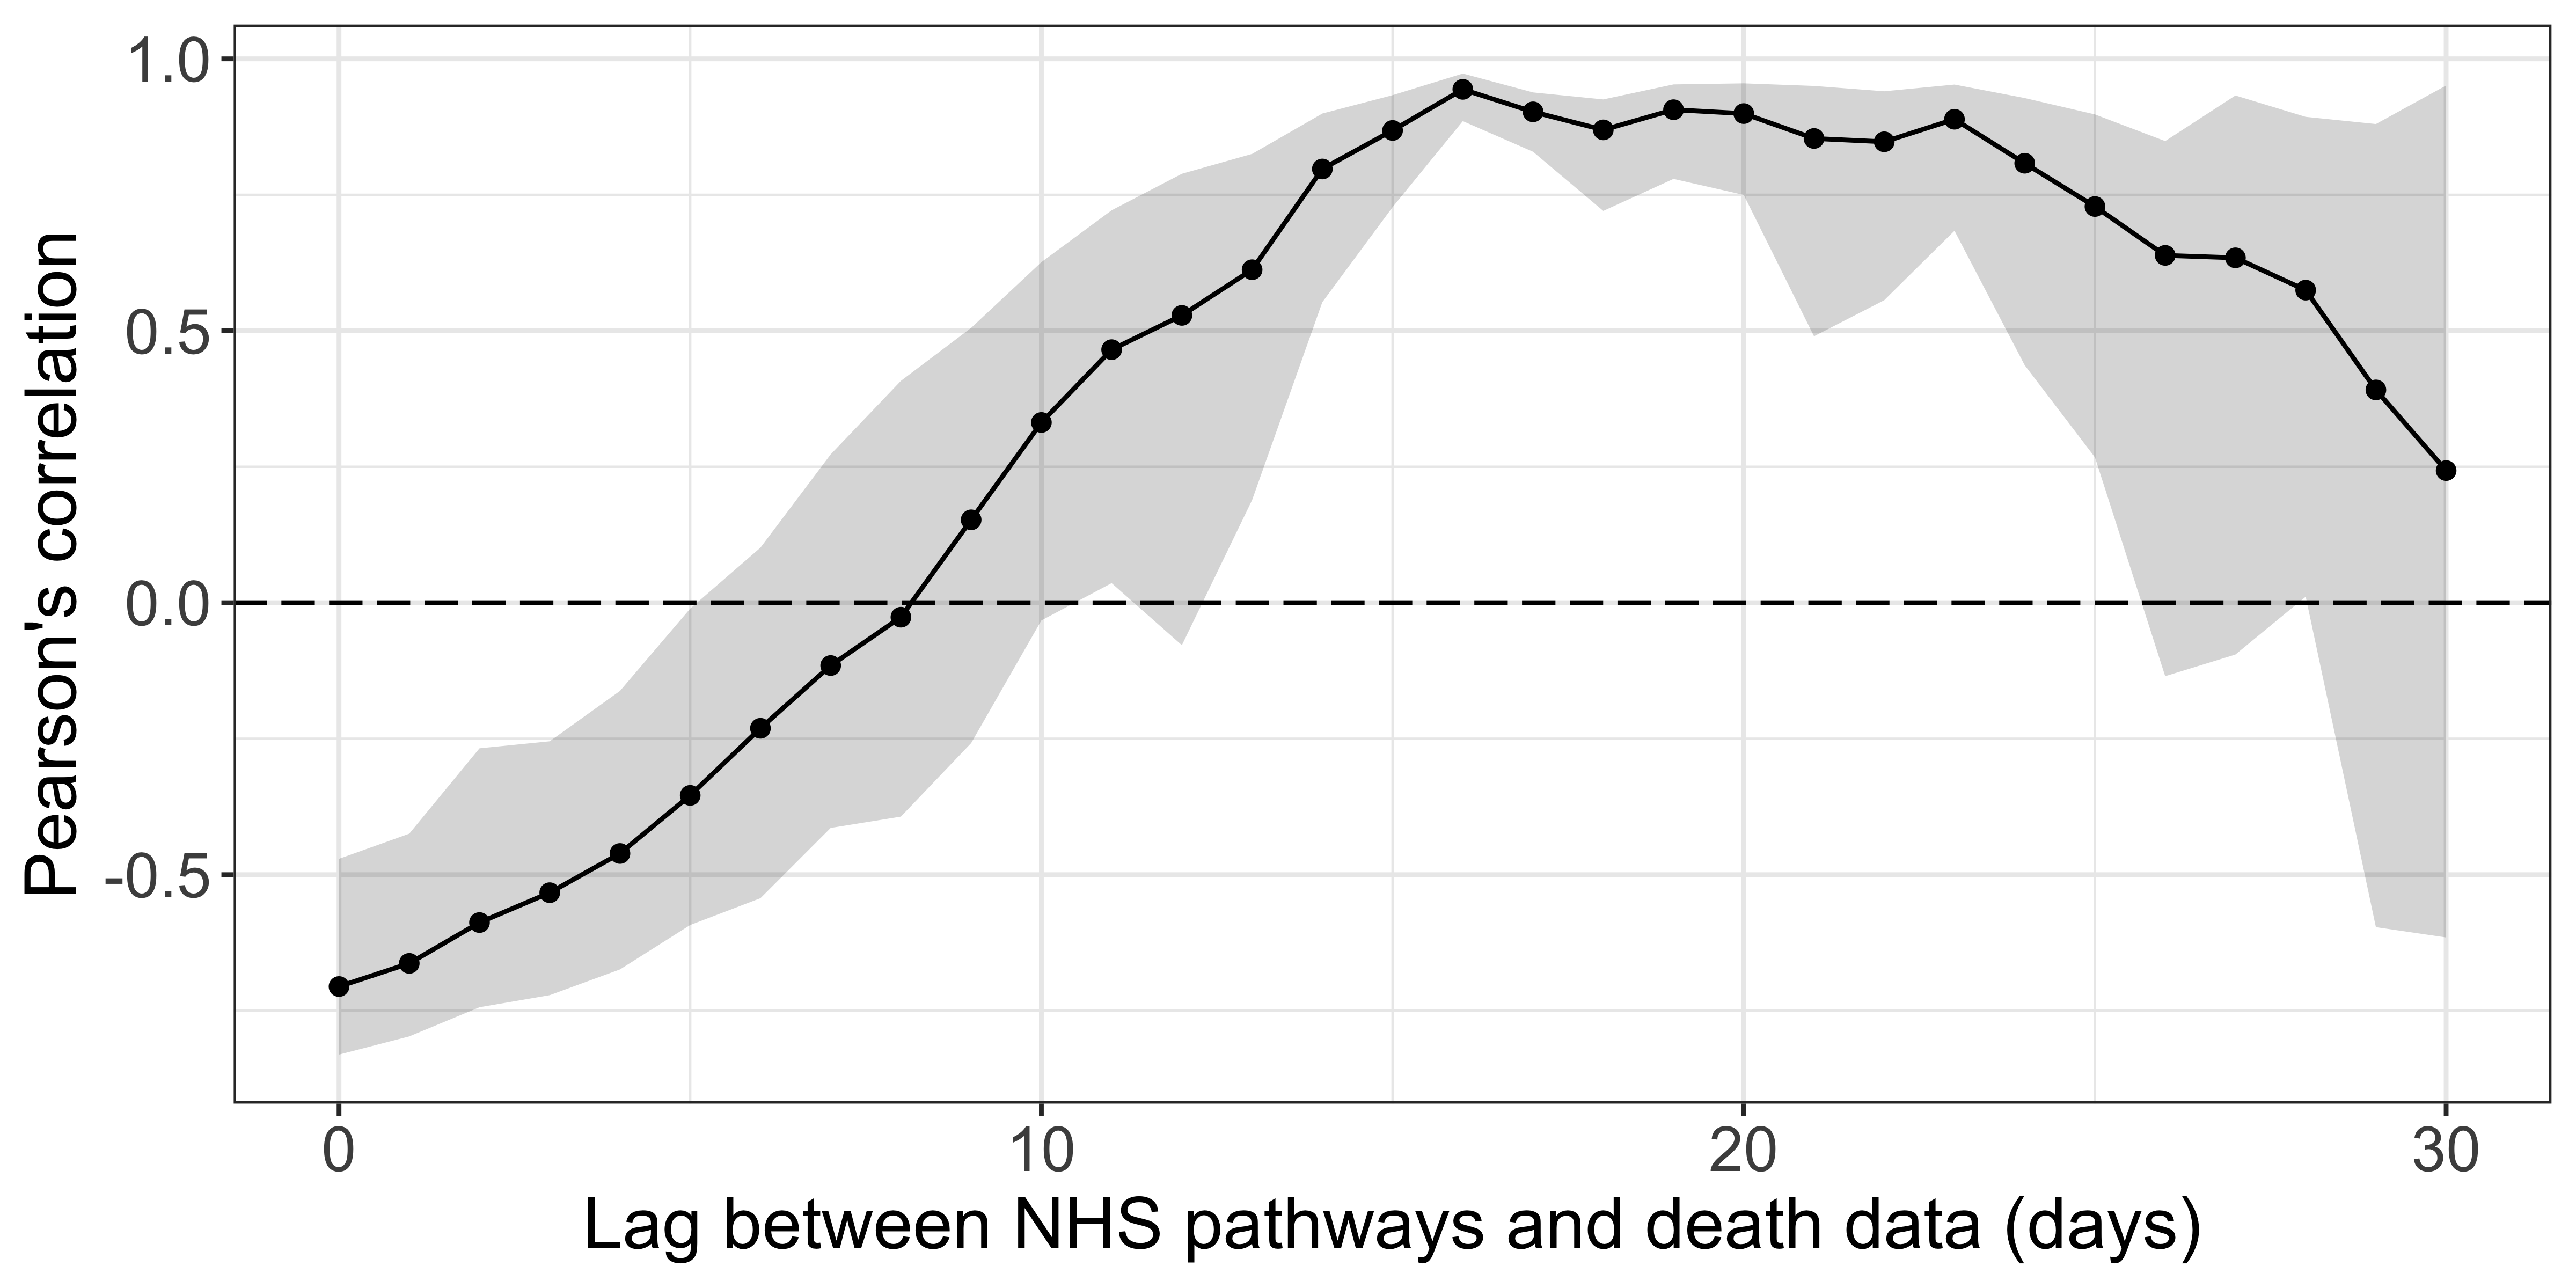 Pearson's correlation
1.0
0.5
0.0
-0.5
0 10 20 30
Lag between NHS pathways and death data (days)